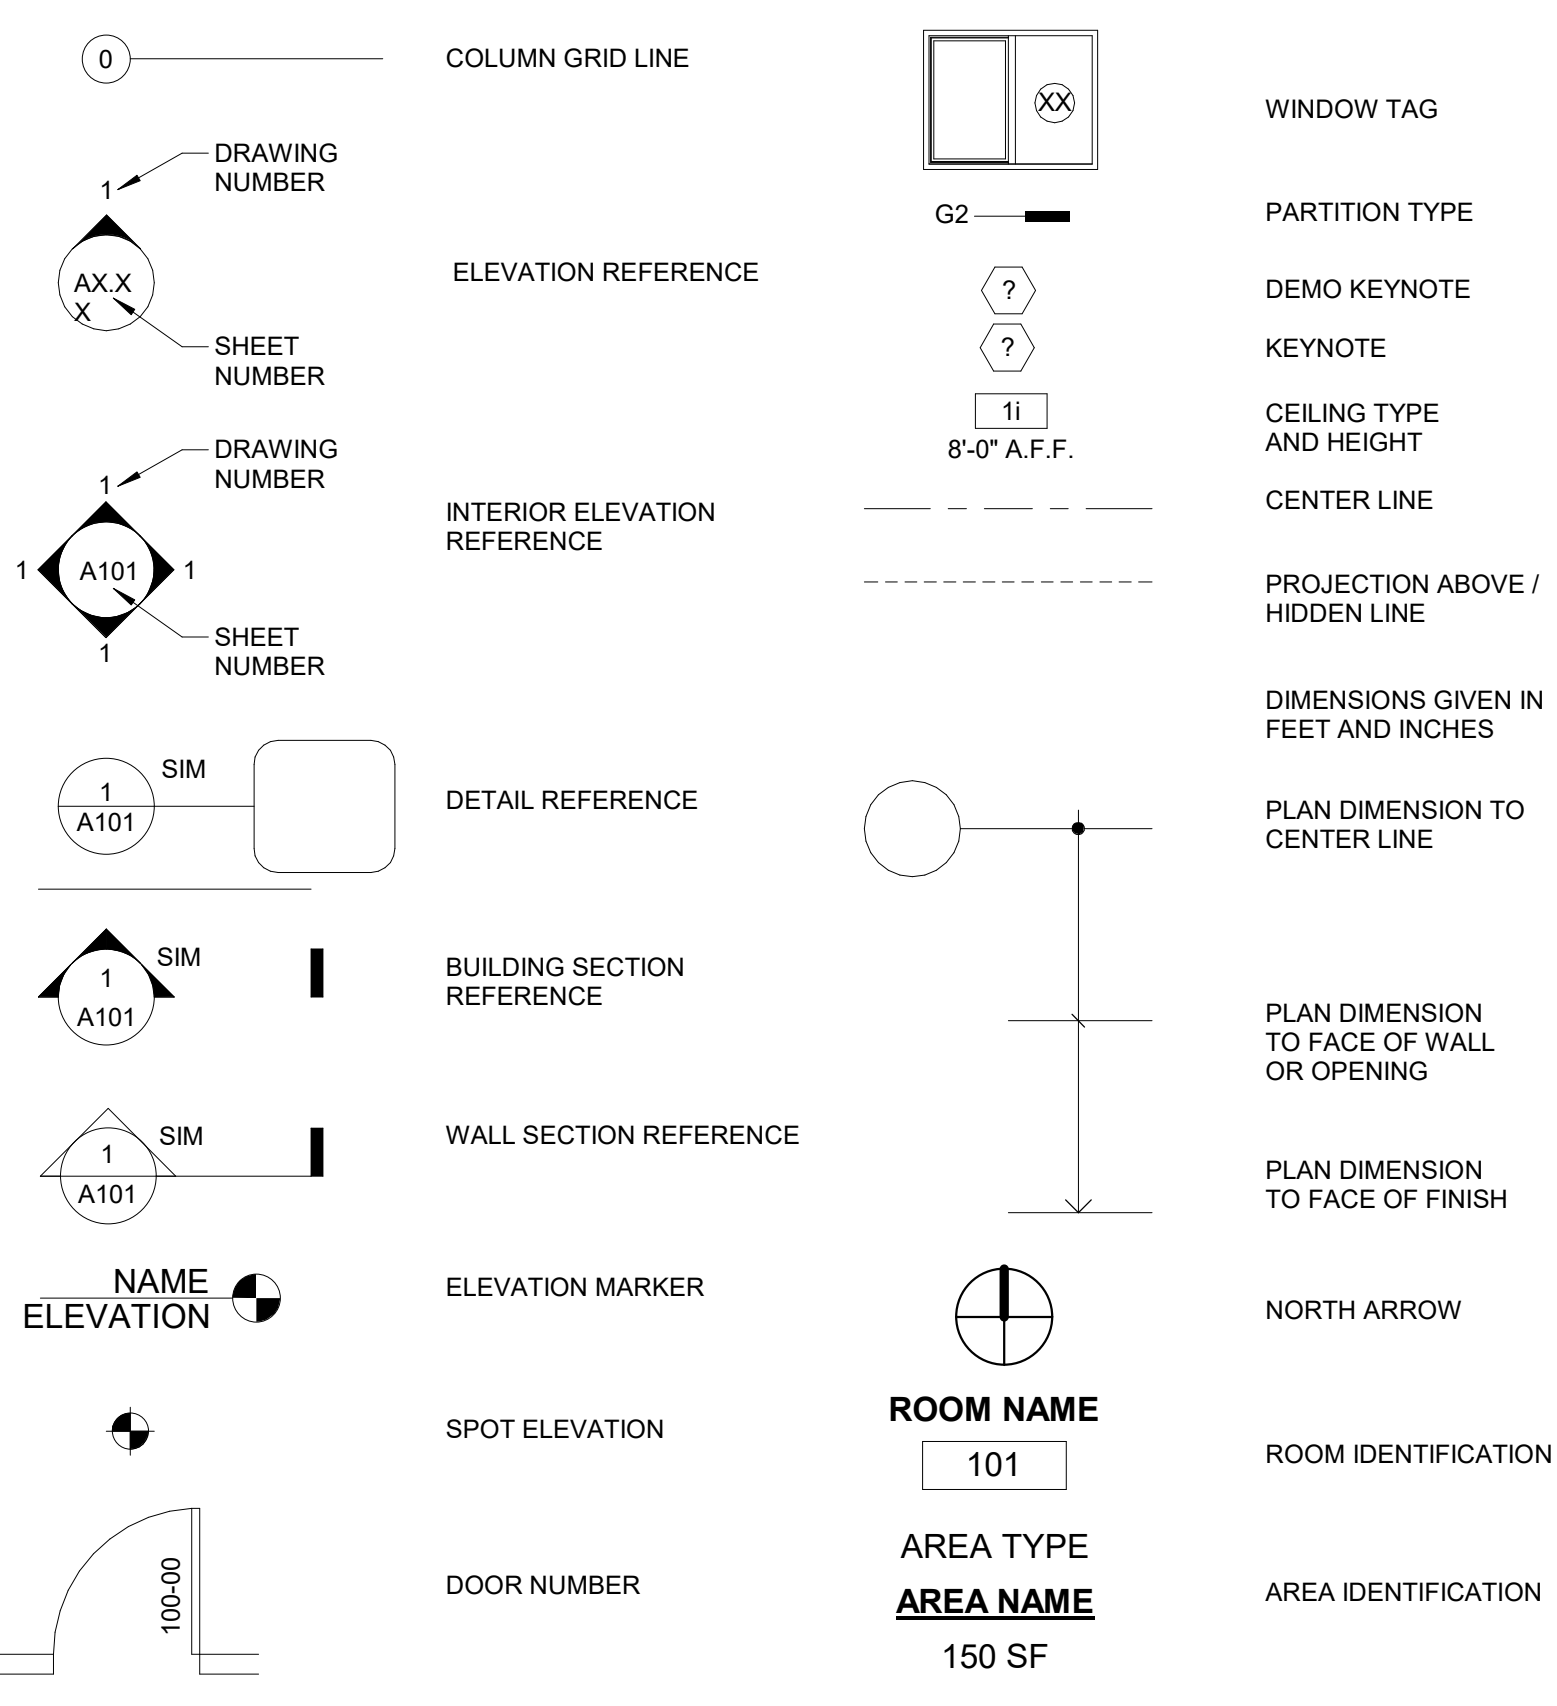 0
COLUMN GRID LINE
DRAWING
NUMBER
1
AX.X
X
ELEVATION REFERENCE
SHEET
NUMBER
DRAWING
NUMBER
1
INTERIOR ELEVATION
REFERENCE
1
A101
1
SHEET
NUMBER
1
SIM
1
A101
DETAIL REFERENCE
SIM
1
A101
BUILDING SECTION
REFERENCE
SIM
1
A101
WALL SECTION REFERENCE
NAME
ELEVATION
ELEVATION MARKER
SPOT ELEVATION
100-00
DOOR NUMBER
XX
WINDOW TAG
G2
PARTITION TYPE
?
DEMO KEYNOTE
?
KEYNOTE
1i
8'-0" A.F.F.
CEILING TYPE
AND HEIGHT
CENTER LINE
PROJECTION ABOVE /
HIDDEN LINE
DIMENSIONS GIVEN IN
FEET AND INCHES
PLAN DIMENSION TO
CENTER LINE
PLAN DIMENSION
TO FACE OF WALL
OR OPENING
PLAN DIMENSION
TO FACE OF FINISH
NORTH ARROW
ROOM NAME
101
ROOM IDENTIFICATION
AREA TYPE
AREA NAME
150 SF
AREA IDENTIFICATION